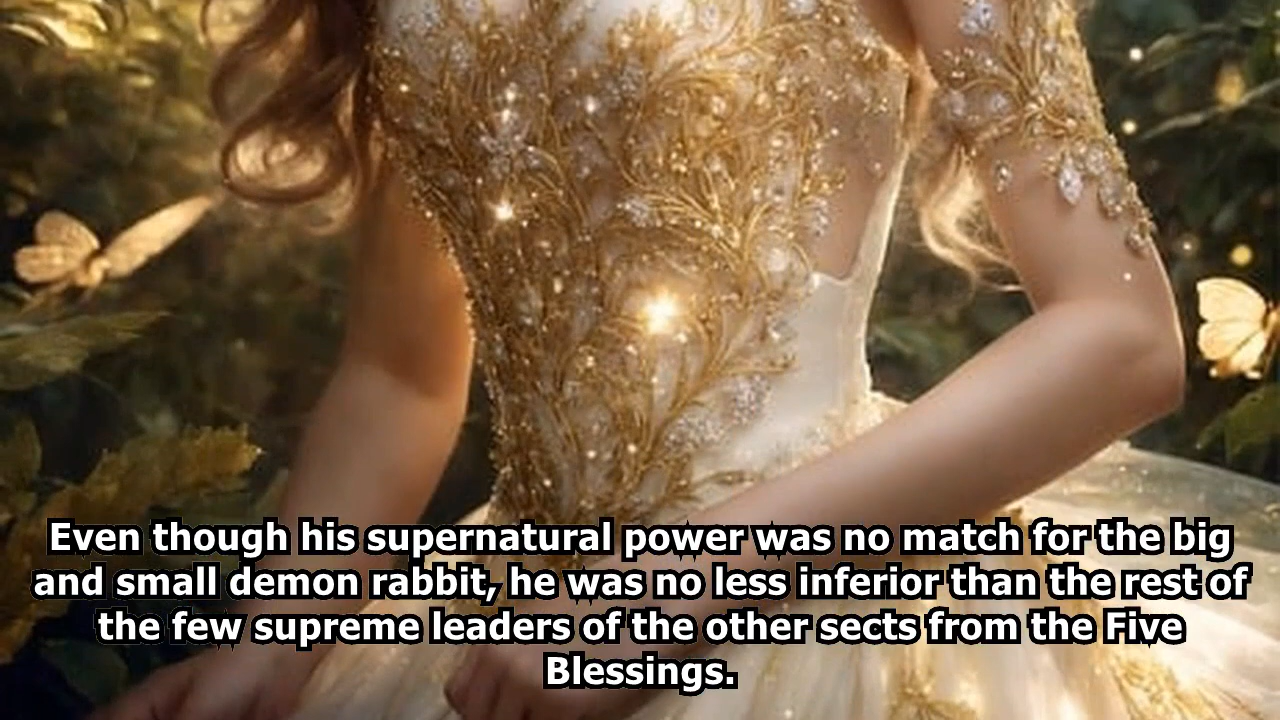 Even though his supernatural power was no match for the big
and small demon rabbit, he was no less inferior than the rest of
the few supreme leaders of the other sects from the Five
Blessings.